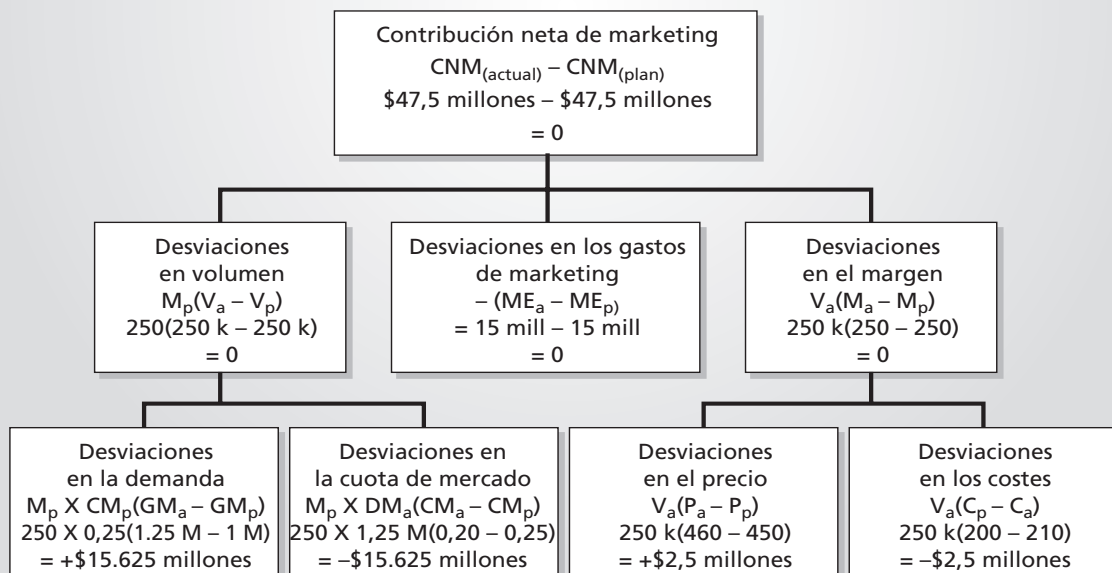 Contribución neta de marketing
CNM(actual) – CNM(plan)
$47,5 millones – $47,5 millones
= 0
Desviaciones
en volumen
Mp(Va – Vp)
250(250 k – 250 k)
= 0
Desviaciones en los gastos
de marketing
– (MEa – MEp)
= 15 mill – 15 mill
= 0
Desviaciones
en el margen
Va(Ma – Mp)
250 k(250 – 250)
= 0
Desviaciones
en la demanda
Mp X CMp(GMa – GMp)
250 X 0,25(1.25 M – 1 M)
= +$15.625 millones
Desviaciones en
la cuota de mercado
Mp X DMa(CMa – CMp)
250 X 1,25 M(0,20 – 0,25)
= –$15.625 millones
Desviaciones
en el precio
Va(Pa – Pp)
250 k(460 – 450)
= +$2,5 millones
Desviaciones
en los costes
Va(Cp – Ca)
250 k(200 – 210)
= –$2,5 millones